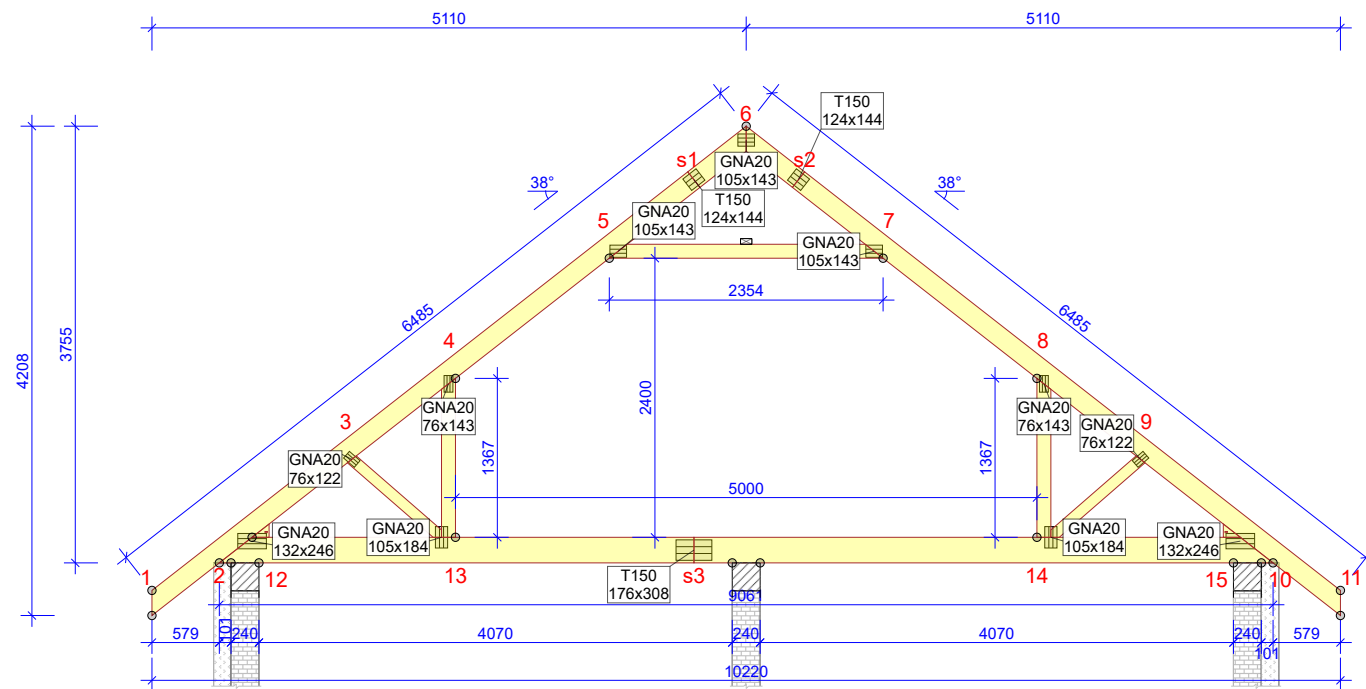 5110
5110
T150
124x144
6
s1
GNA20
105x143
s2
38°
38°
T150
124x144
5
GNA20
105x143
7
GNA20
105x143
2354
6485
6485
4208
3755
4
8
2400
GNA20
76x143
GNA20
76x143
3
9
GNA20
76x122
GNA20
76x122
1367
1367
5000
GNA20
132x246
GNA20
105x184
GNA20
105x184
GNA20
132x246
1
2
12
13
T150
176x308
s3
14
15
10
11
9061
579
101
240
4070
240
4070
240
101
579
10220